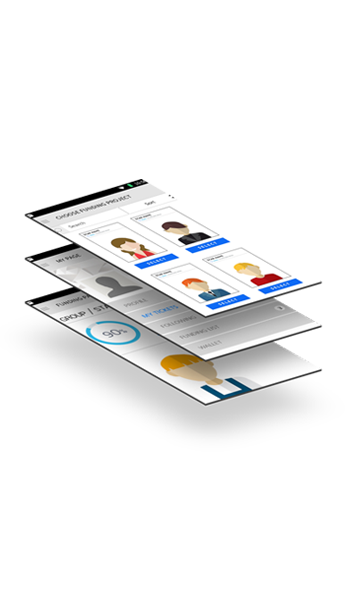 CHOOSE FUNDING PROJECT
Search
Sort
SELECT
SELECT
SELECT
SELECT
MY PAGE
PROFILE
MY TICKETS
FOLLOWING
FUNDING LIST
WALLET
FUNDING
GROUP / STA
90%